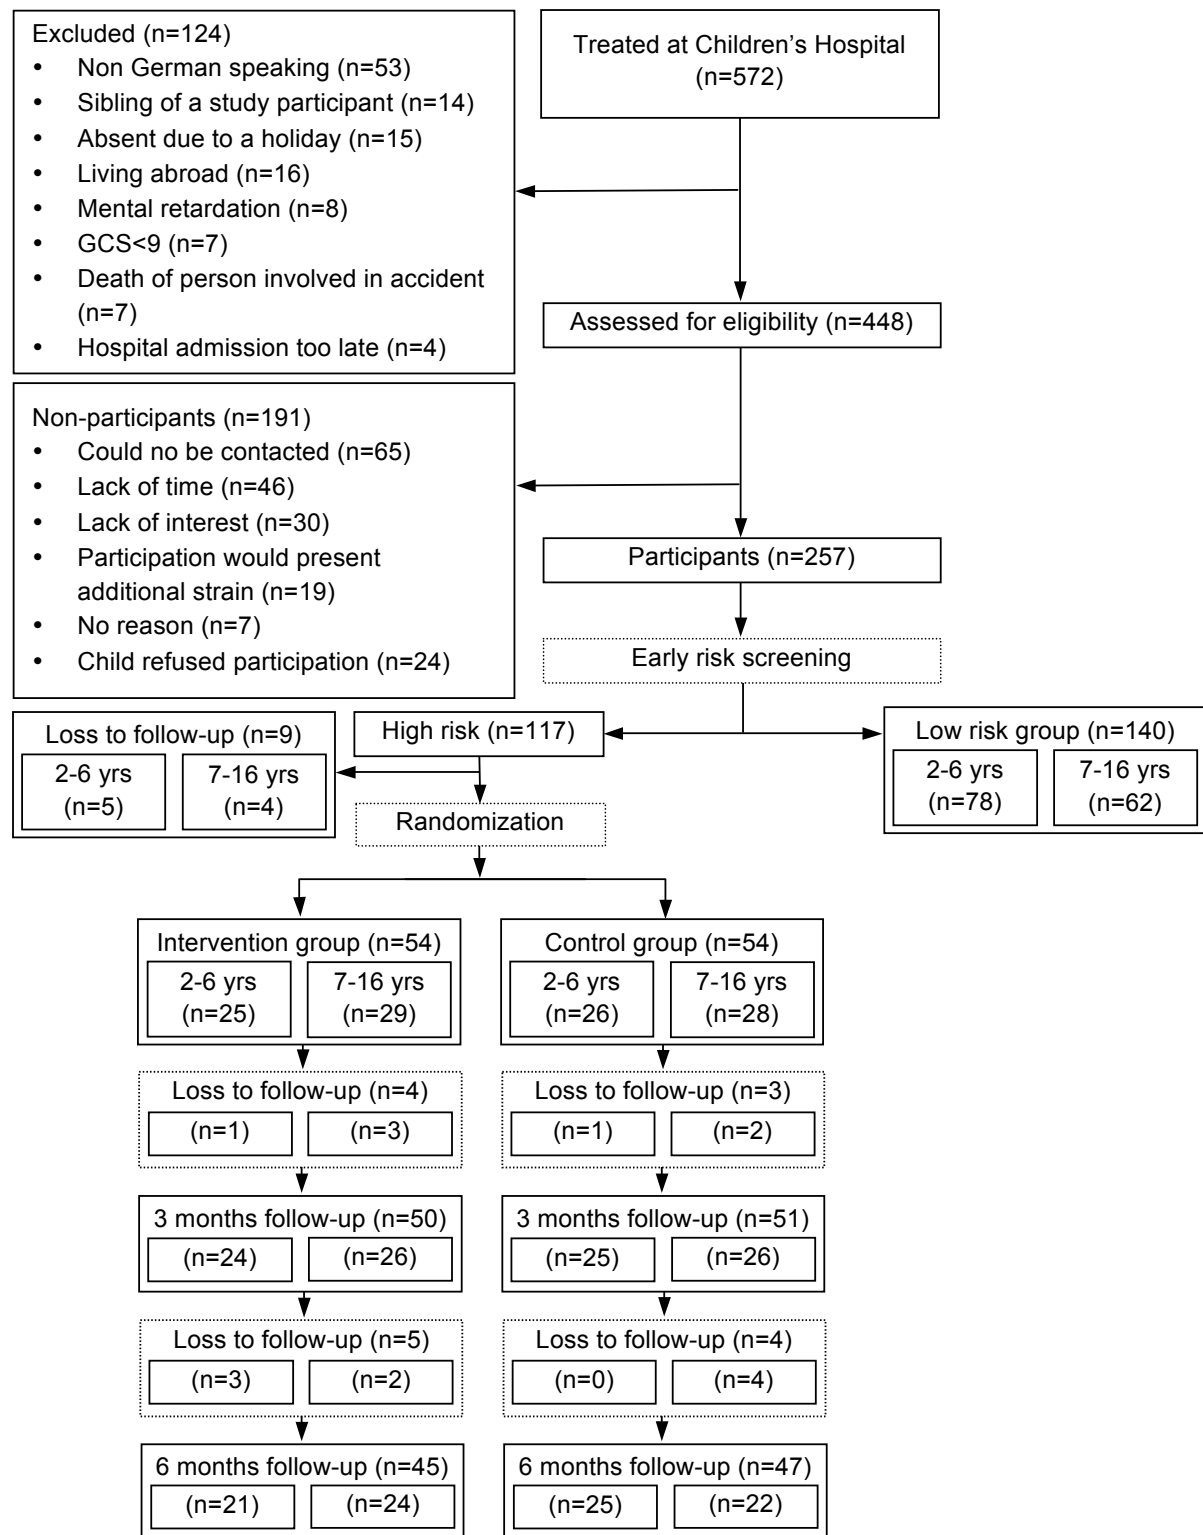 Excluded (n=124)
• Non German speaking (n=53)
• Sibling of a study participant (n=14)
• Absent due to a holiday (n=15)
• Living abroad (n=16)
• Mental retardation (n=8)
• GCS<9 (n=7)
• Death of person involved in accident
(n=7)
• Hospital admission too late (n=4)
Treated at Children’s Hospital
(n=572)
Assessed for eligibility (n=448)
Non-participants (n=191)
• Could no be contacted (n=65)
• Lack of time (n=46)
• Lack of interest (n=30)
• Participation would present
additional strain (n=19)
• No reason (n=7)
• Child refused participation (n=24)
Participants (n=257)
Early risk screening
Loss to follow-up (n=9)
2-6 yrs
(n=5)
7-16 yrs
(n=4)
High risk (n=117)
Low risk group (n=140)
2-6 yrs
(n=78)
7-16 yrs
(n=62)
Randomization
Intervention group (n=54)
2-6 yrs
(n=25)
7-16 yrs
(n=29)
Control group (n=54)
2-6 yrs
(n=26)
7-16 yrs
(n=28)
Loss to follow-up (n=4)
(n=1)
(n=3)
Loss to follow-up (n=3)
(n=1)
(n=2)
3 months follow-up (n=50)
(n=24)
(n=26)
3 months follow-up (n=51)
(n=25)
(n=26)
Loss to follow-up (n=5)
(n=3)
(n=2)
Loss to follow-up (n=4)
(n=0)
(n=4)
6 months follow-up (n=45)
(n=21)
(n=24)
6 months follow-up (n=47)
(n=25)
(n=22)